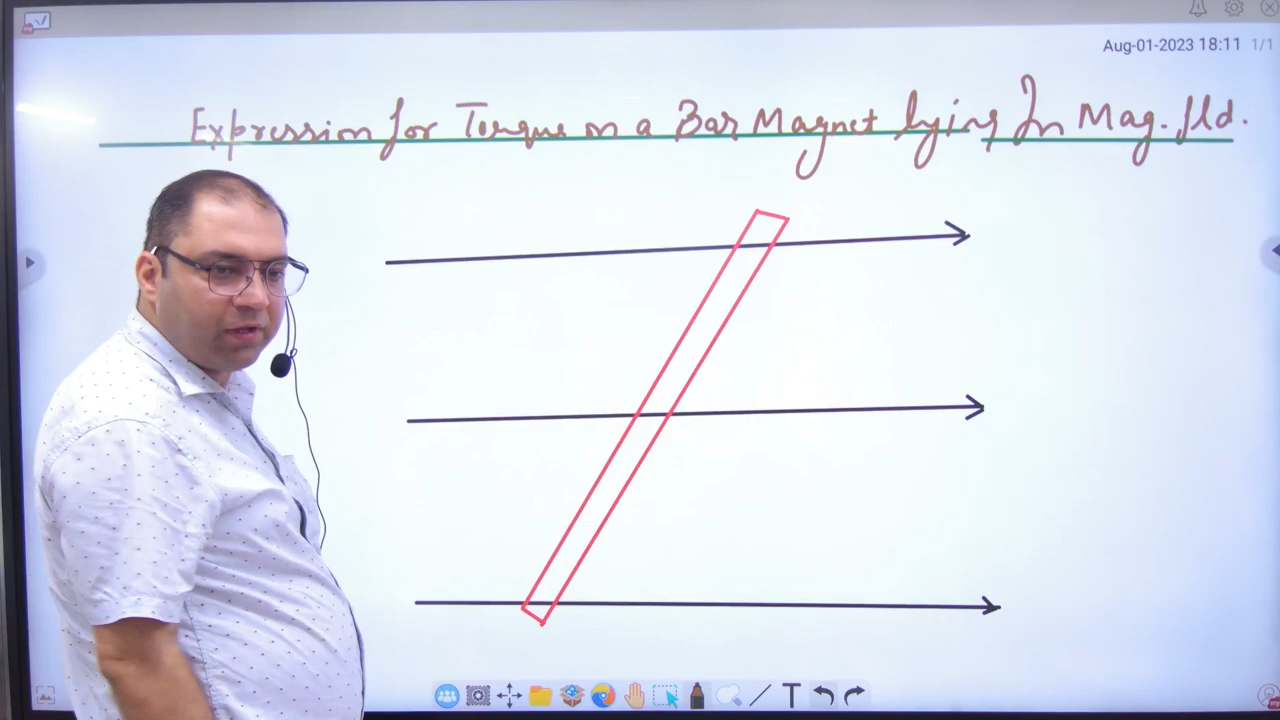 Aug-01-2023 18:11 1/1
Expression for Torque on a Bar Magnet lying In Mag. fld.
T